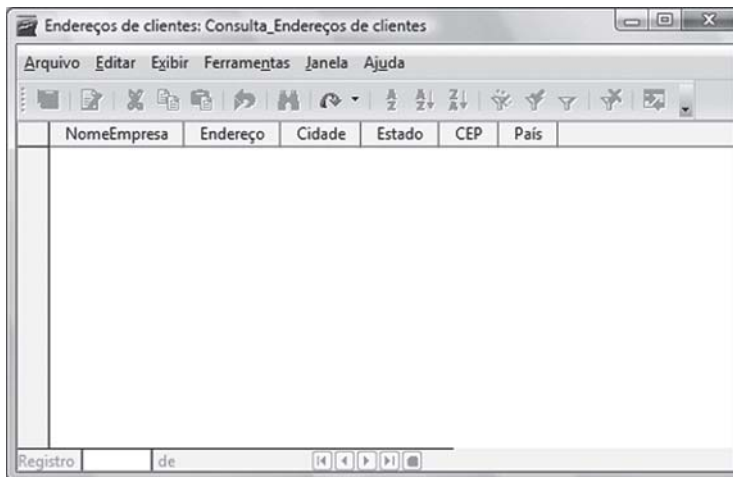 Endereços de clientes: Consulta_Endereços de clientes
Arquivo Editar Exibir Ferramentas Janela Ajuda
NomeEmpresa Endereço Cidade Estado CEP País
Registro de